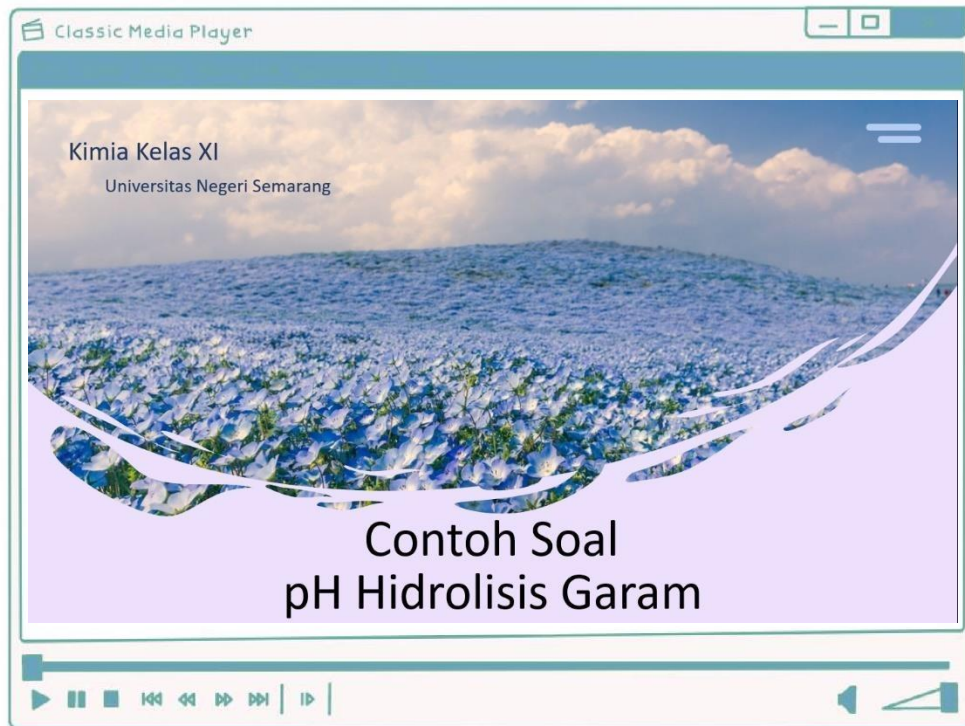 Classic Media Player
Kimia Kelas XI
Universitas Negeri Semarang
Contoh Soal
pH Hidrolisis Garam